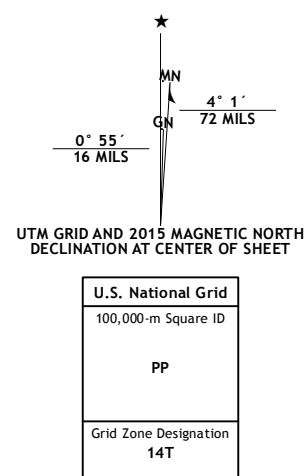 MN
GN
4° 1´
72 MILS
0° 55´
16 MILS
UTM GRID AND 2015 MAGNETIC NORTH
DECLINATION AT CENTER OF SHEET
U.S. National Grid
100,000-m Square ID
PP
Grid Zone Designation
14T